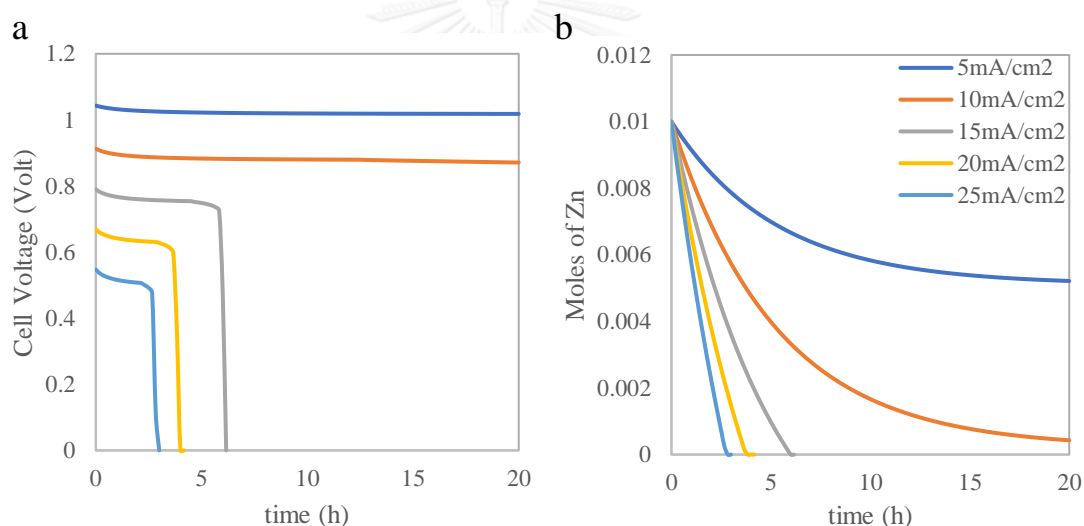 a
1.2
1
0.8
0.6
0.4
0.2
0
Cell Voltage (Volt)
0 5 10 15 20
time (h)
b
0.012
0.01
0.008
0.006
0.004
0.002
0
Moles of Zn
5mA/cm2
10mA/cm2
15mA/cm2
20mA/cm2
25mA/cm2
0 5 10 15 20
time (h)